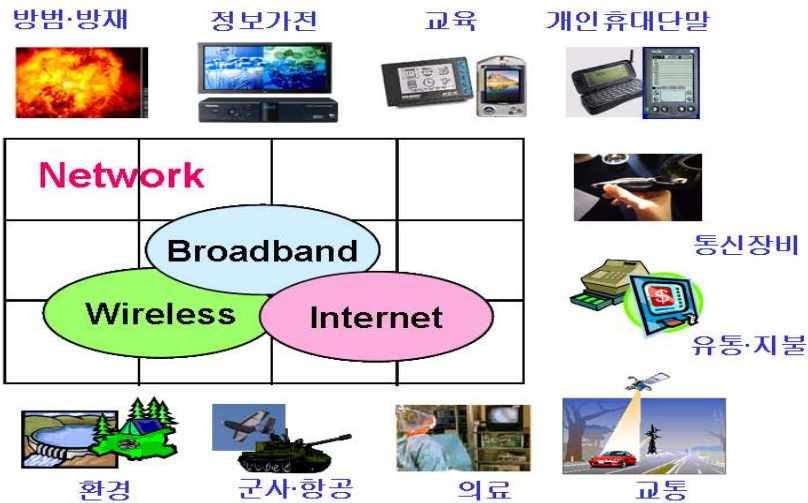 방범·방재
정보가전
교육
개인휴대단말
Network
Broadband
Wireless
Internet
통신장비
$
유통·지불
환경
군사·항공
의료
교통